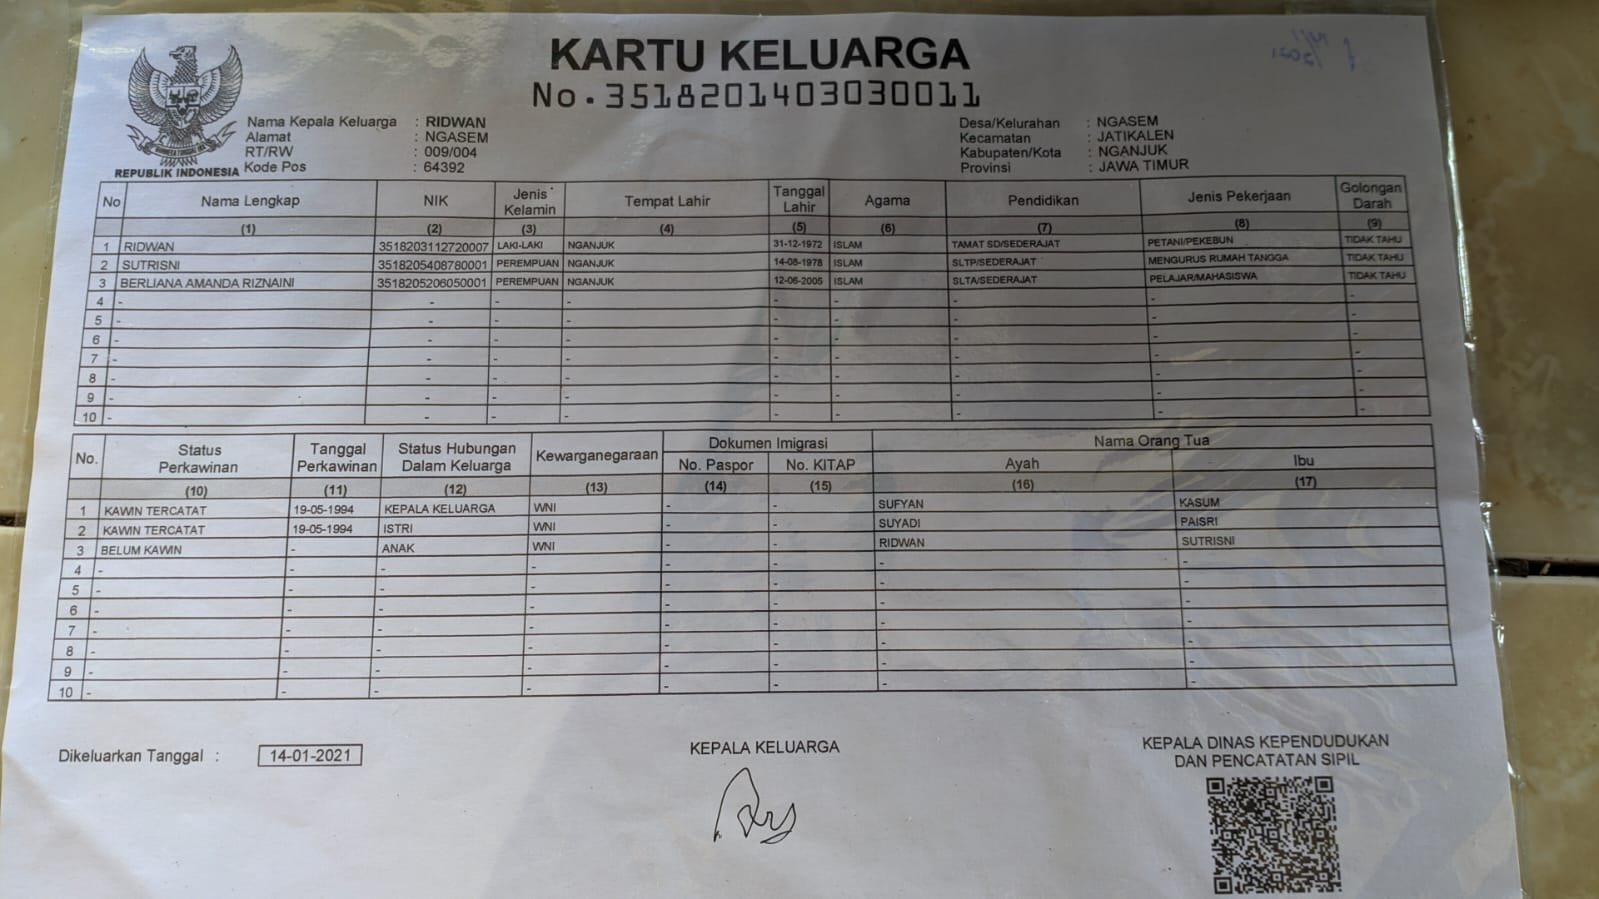 KARTU KELUARGA
No. 3518201403030011
REPUBLIK INDONESIA
Nama Kepala Keluarga : RIDWAN
Alamat : NGASEM
RT/RW : 009/004
Kode Pos : 64392
Desa/Kelurahan : NGASEM
Kecamatan : JATIKALEN
Kabupaten/Kota : NGANJUK
Provinsi : JAWA TIMUR
No Nama Lengkap NIK Jenis Kelamin Tempat Lahir Tanggal Lahir Agama Pendidikan Jenis Pekerjaan Golongan Darah
(1) (2) (3) (4) (5) (6) (7) (8) (9)
1 RIDWAN 3518203112720007 LAKI-LAKI NGANJUK 31-12-1972 ISLAM TAMAT SD/SEDERAJAT PETANI/PEKEBUN TIDAK TAHU
2 SUTRISNI 3518205408780001 PEREMPUAN NGANJUK 14-08-1978 ISLAM SLTP/SEDERAJAT MENGURUS RUMAH TANGGA TIDAK TAHU
3 BERLIANA AMANDA RIZNAINI 3518205206050001 PEREMPUAN NGANJUK 12-06-2005 ISLAM SLTA/SEDERAJAT PELAJAR/MAHASISWA TIDAK TAHU
4 - - - - - - - - -
5 - - - - - - - - -
6 - - - - - - - - -
7 - - - - - - - - -
8 - - - - - - - - -
9 - - - - - - - - -
10 - - - - - - - - -
No. Status Perkawinan Tanggal Perkawinan Status Hubungan Dalam Keluarga Kewarganegaraan Dokumen Imigrasi Nama Orang Tua
No. Paspor No. KITAP Ayah Ibu
(10) (11) (12) (13) (14) (15) (16) (17)
1 KAWIN TERCATAT 19-05-1994 KEPALA KELUARGA WNI - - SUFYAN KASUM
2 KAWIN TERCATAT 19-05-1994 ISTRI WNI - - SUYADI PAISRI
3 BELUM KAWIN - ANAK WNI - - RIDWAN SUTRISNI
4 - - - - - - - -
5 - - - - - - - -
6 - - - - - - - -
7 - - - - - - - -
8 - - - - - - - -
9 - - - - - - - -
10 - - - - - - - -
Dikeluarkan Tanggal : 14-01-2021
KEPALA KELUARGA
KEPALA DINAS KEPENDUDUKAN
DAN PENCATATAN SIPIL